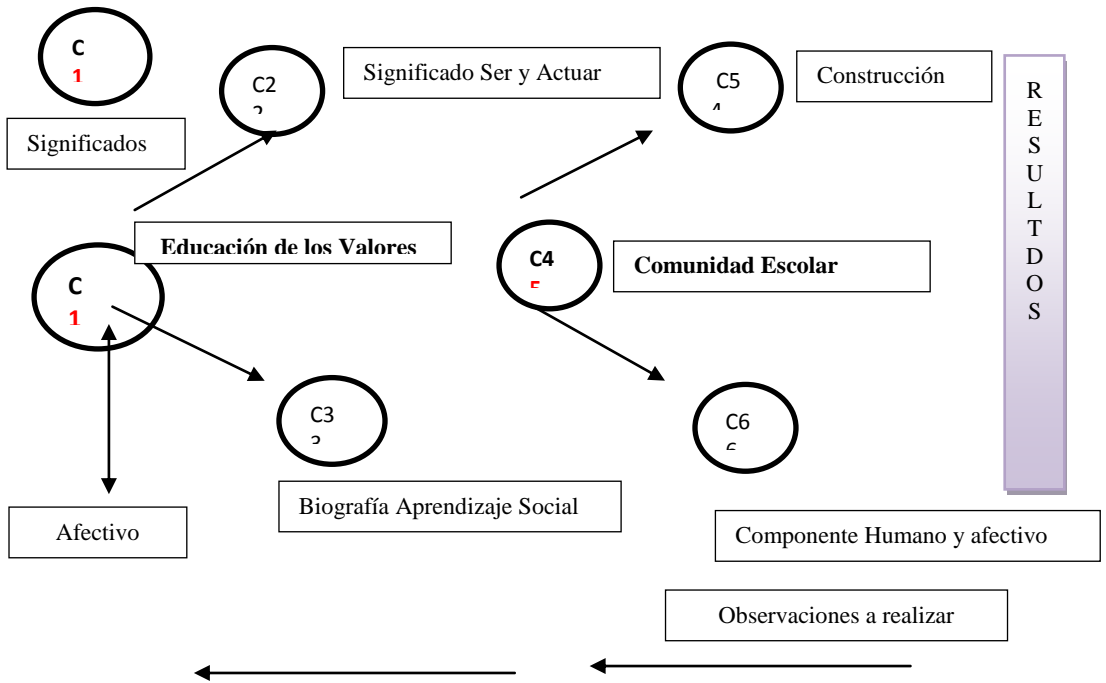 C
1
Significados
C2
Significado Ser y Actuar
C5
Construcción
R
E
S
U
L
T
D
O
S
Educación de los Valores
C
1
C4
Comunidad Escolar
C3
Biografía Aprendizaje Social
C6
Afectivo
Componente Humano y afectivo
Observaciones a realizar